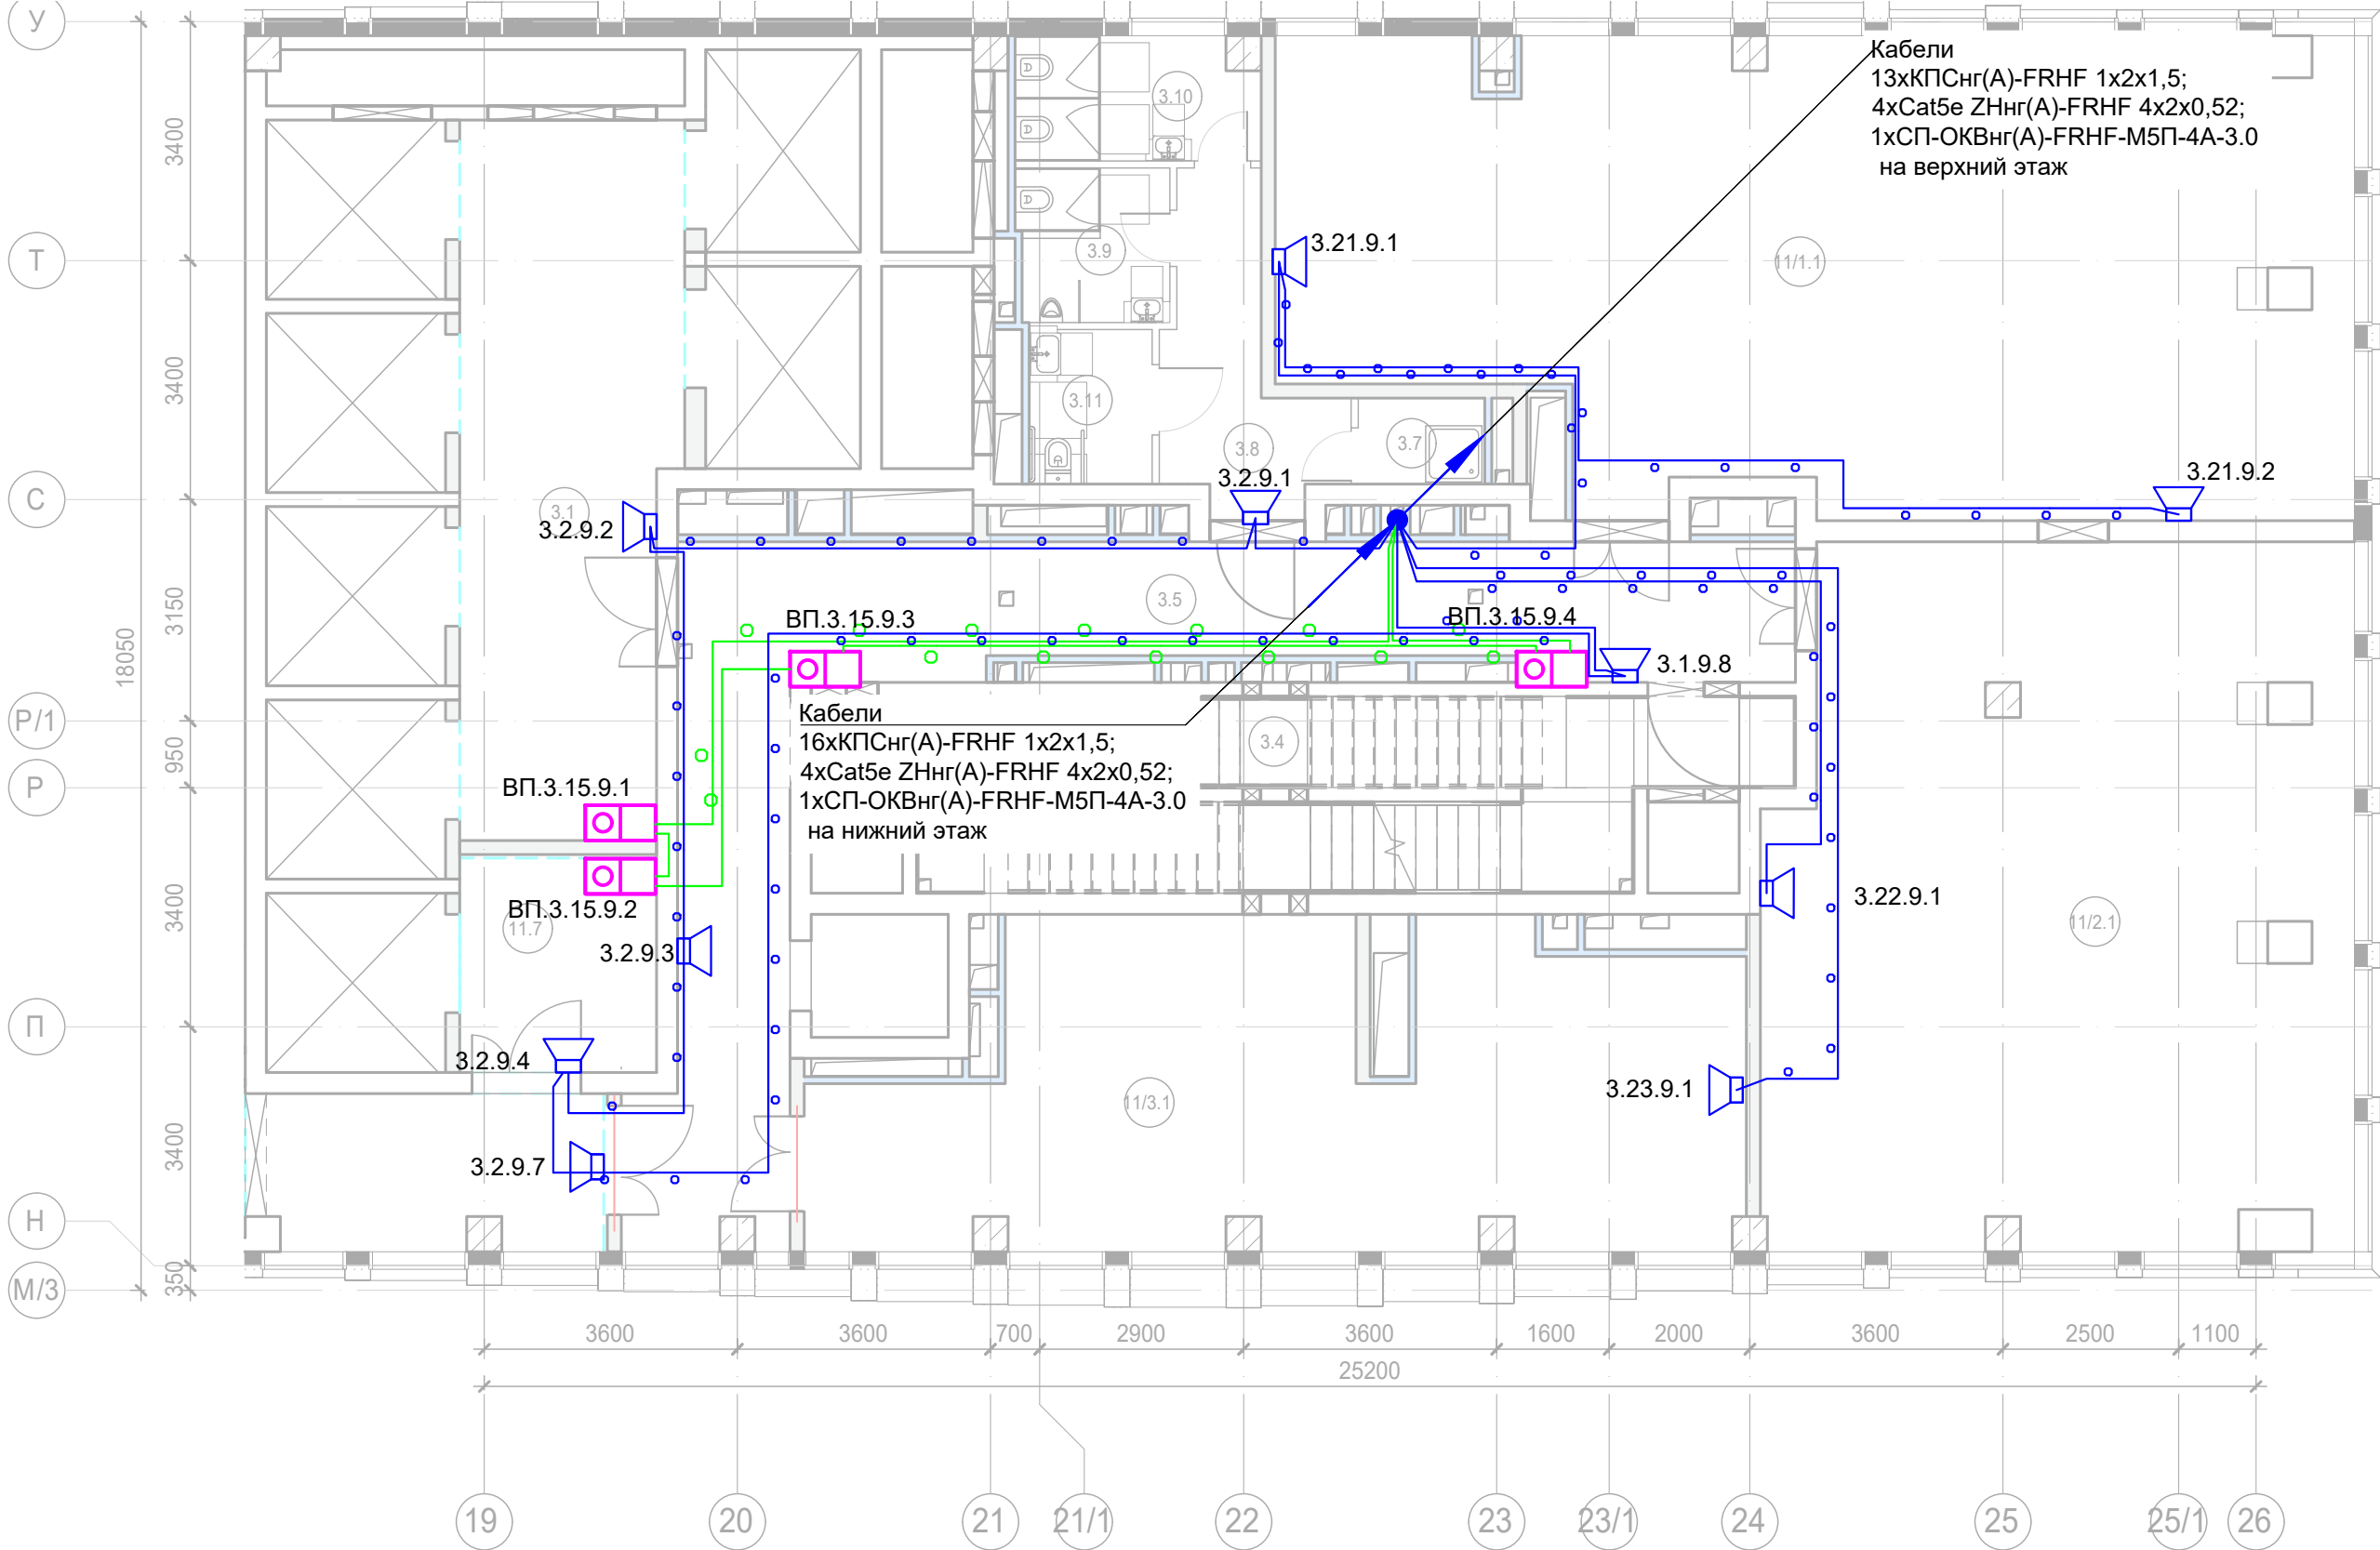 У
Кабели
13хКПСнг(А)-FRHF 1х2х1,5;
4хCat5e ZHнг(А)-FRHF 4х2х0,52;
1хСП-ОКВнг(А)-FRHF-М5П-4А-3.0
на верхний этаж
3.10
3400
Т
3.9
3.21.9.1
11/1.1
3400
3.11
3.8
3.7
С
3.1
3.2.9.2
3.2.9.1
3.21.9.2
3150
18050
3.5
ВП.3.15.9.3
ВП.3.15.9.4
3.1.9.8
Р/1
Кабели
16хКПСнг(А)-FRHF 1х2х1,5;
4хCat5e ZHнг(А)-FRHF 4х2х0,52;
1хСП-ОКВнг(А)-FRHF-М5П-4А-3.0
на нижний этаж
3.4
950
Р
ВП.3.15.9.1
ВП.3.15.9.2
11.7
3400
3.2.9.3
3.22.9.1
11/2.1
П
3.2.9.4
3.23.9.1
11/3.1
3400
3.2.9.7
Н
350
М/3
3600 3600 700 2900 3600 1600 2000 3600 2500 1100
25200
19 20 21 21/1 22 23 23/1 24 25 25/1 26